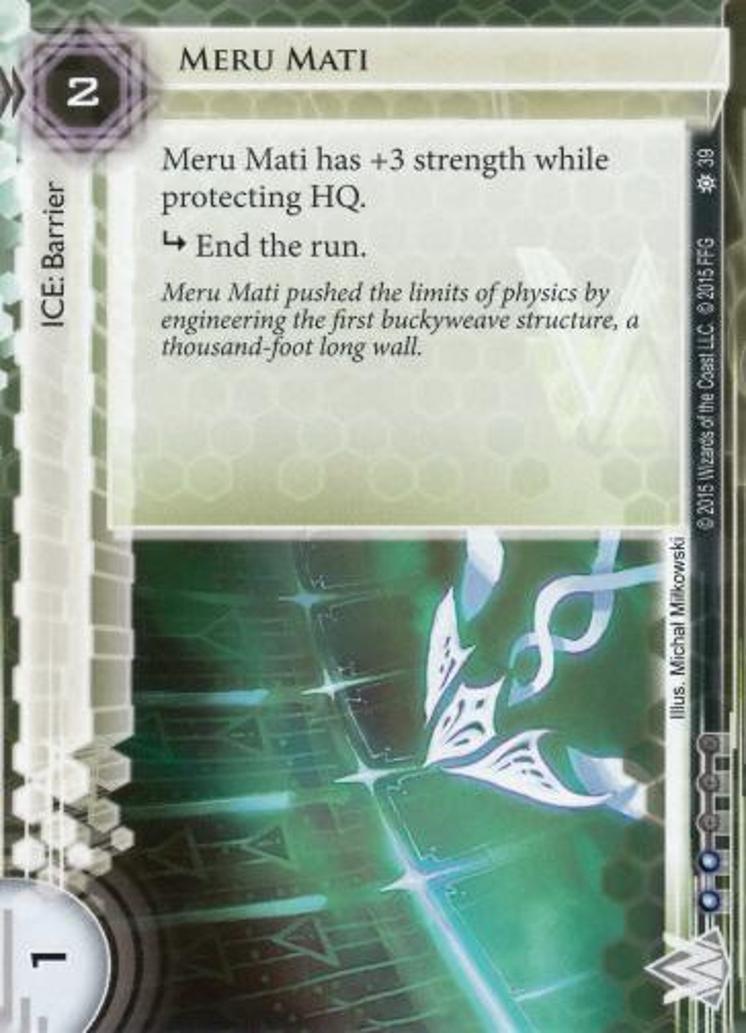 2
MERU MATI
ICE: Barrier
Meru Mati has +3 strength while
protecting HQ.
↳ End the run.
Meru Mati pushed the limits of physics by
engineering the first buckyweave structure, a
thousand-foot long wall.
39
© 2015 Wizards of the Coast LLC. © 2015 FFG
Illus. Michał Miłkowski
1